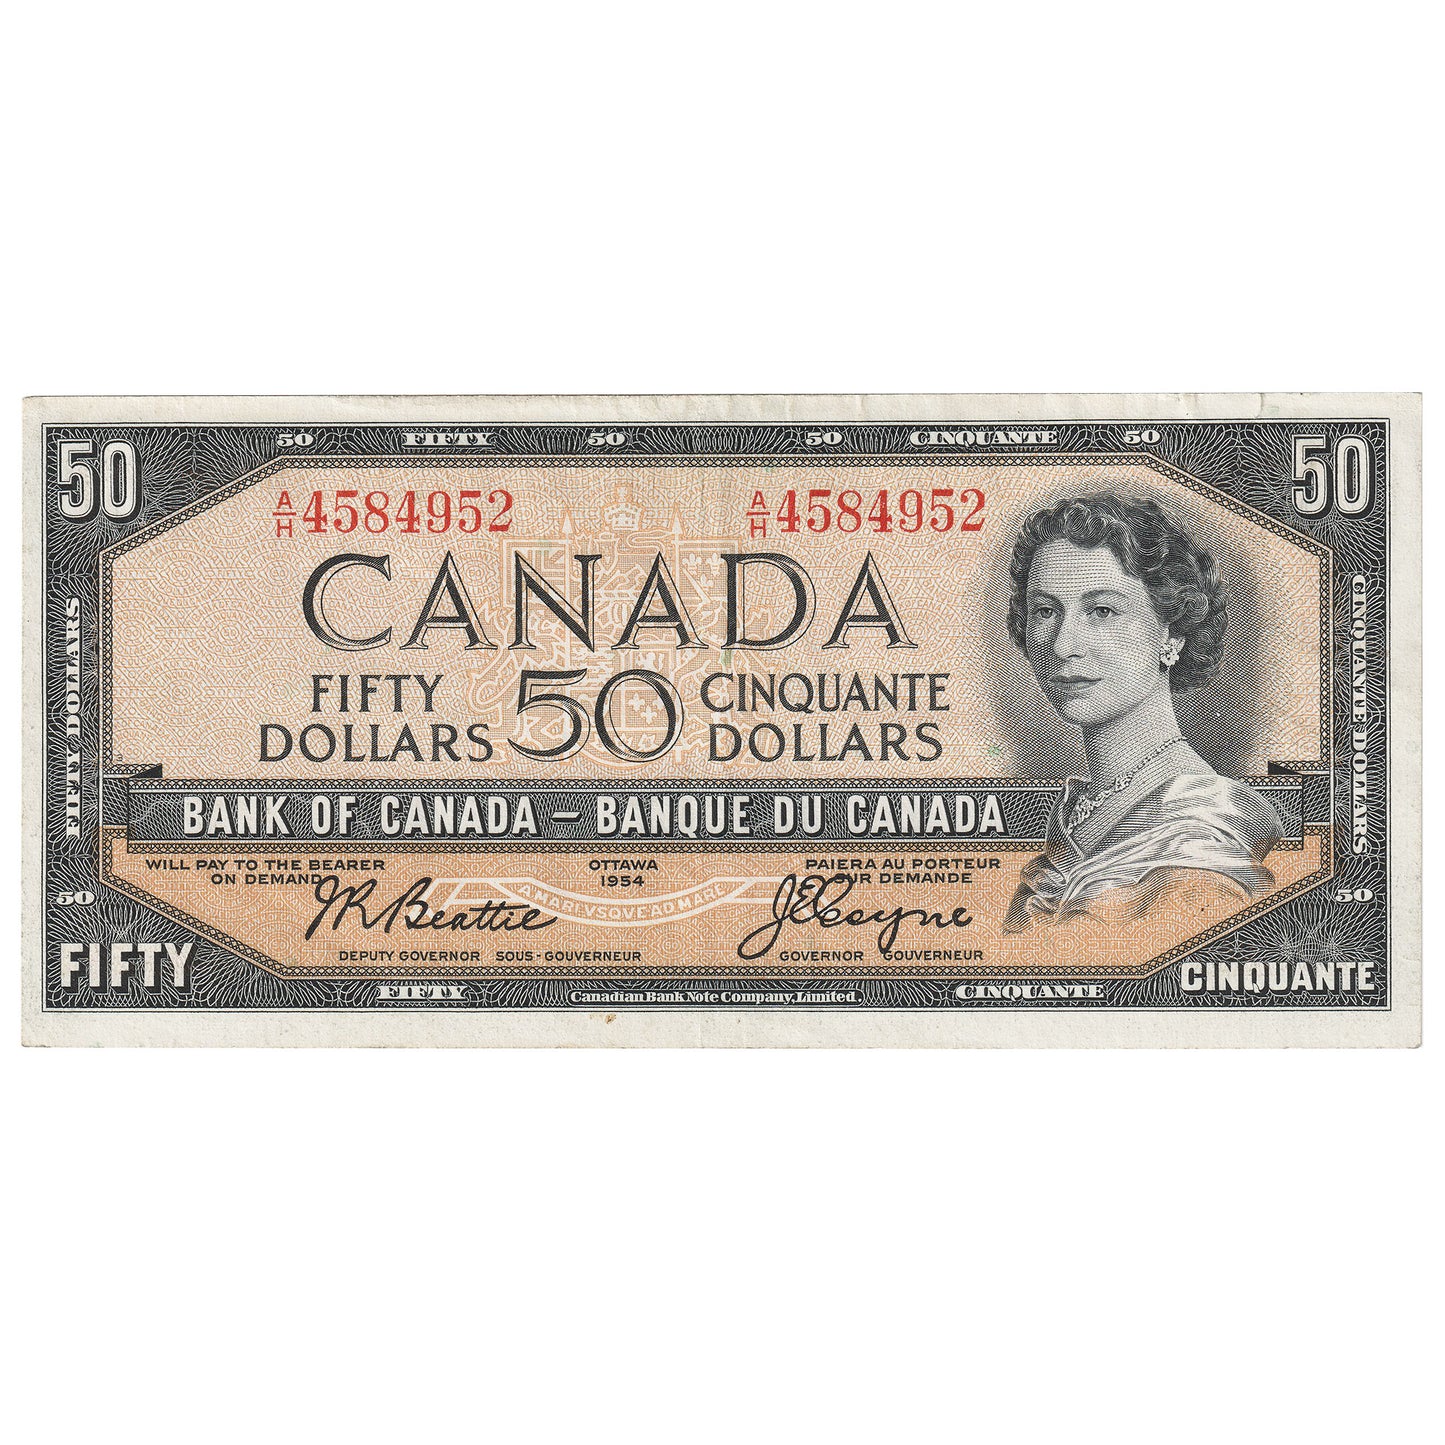 50 50 FIFTY 50 50 CINQUANTE 50 50
A/H 4584952 A/H 4584952
CANADA
FIFTY DOLLARS 50 CINQUANTE DOLLARS
FIFTY DOLLARS
CINQUANTE DOLLARS
BANK OF CANADA – BANQUE DU CANADA
WILL PAY TO THE BEARER
ON DEMAND
OTTAWA
1954
PAIERA AU PORTEUR
SUR DEMANDE
50 50
A MARI VSQVE AD MARE
J R Beattie
J E Coyne
DEPUTY GOVERNOR SOUS-GOUVERNEUR
GOVERNOR GOUVERNEUR
FIFTY CINQUANTE
FIFTY Canadian Bank Note Company, Limited. CINQUANTE